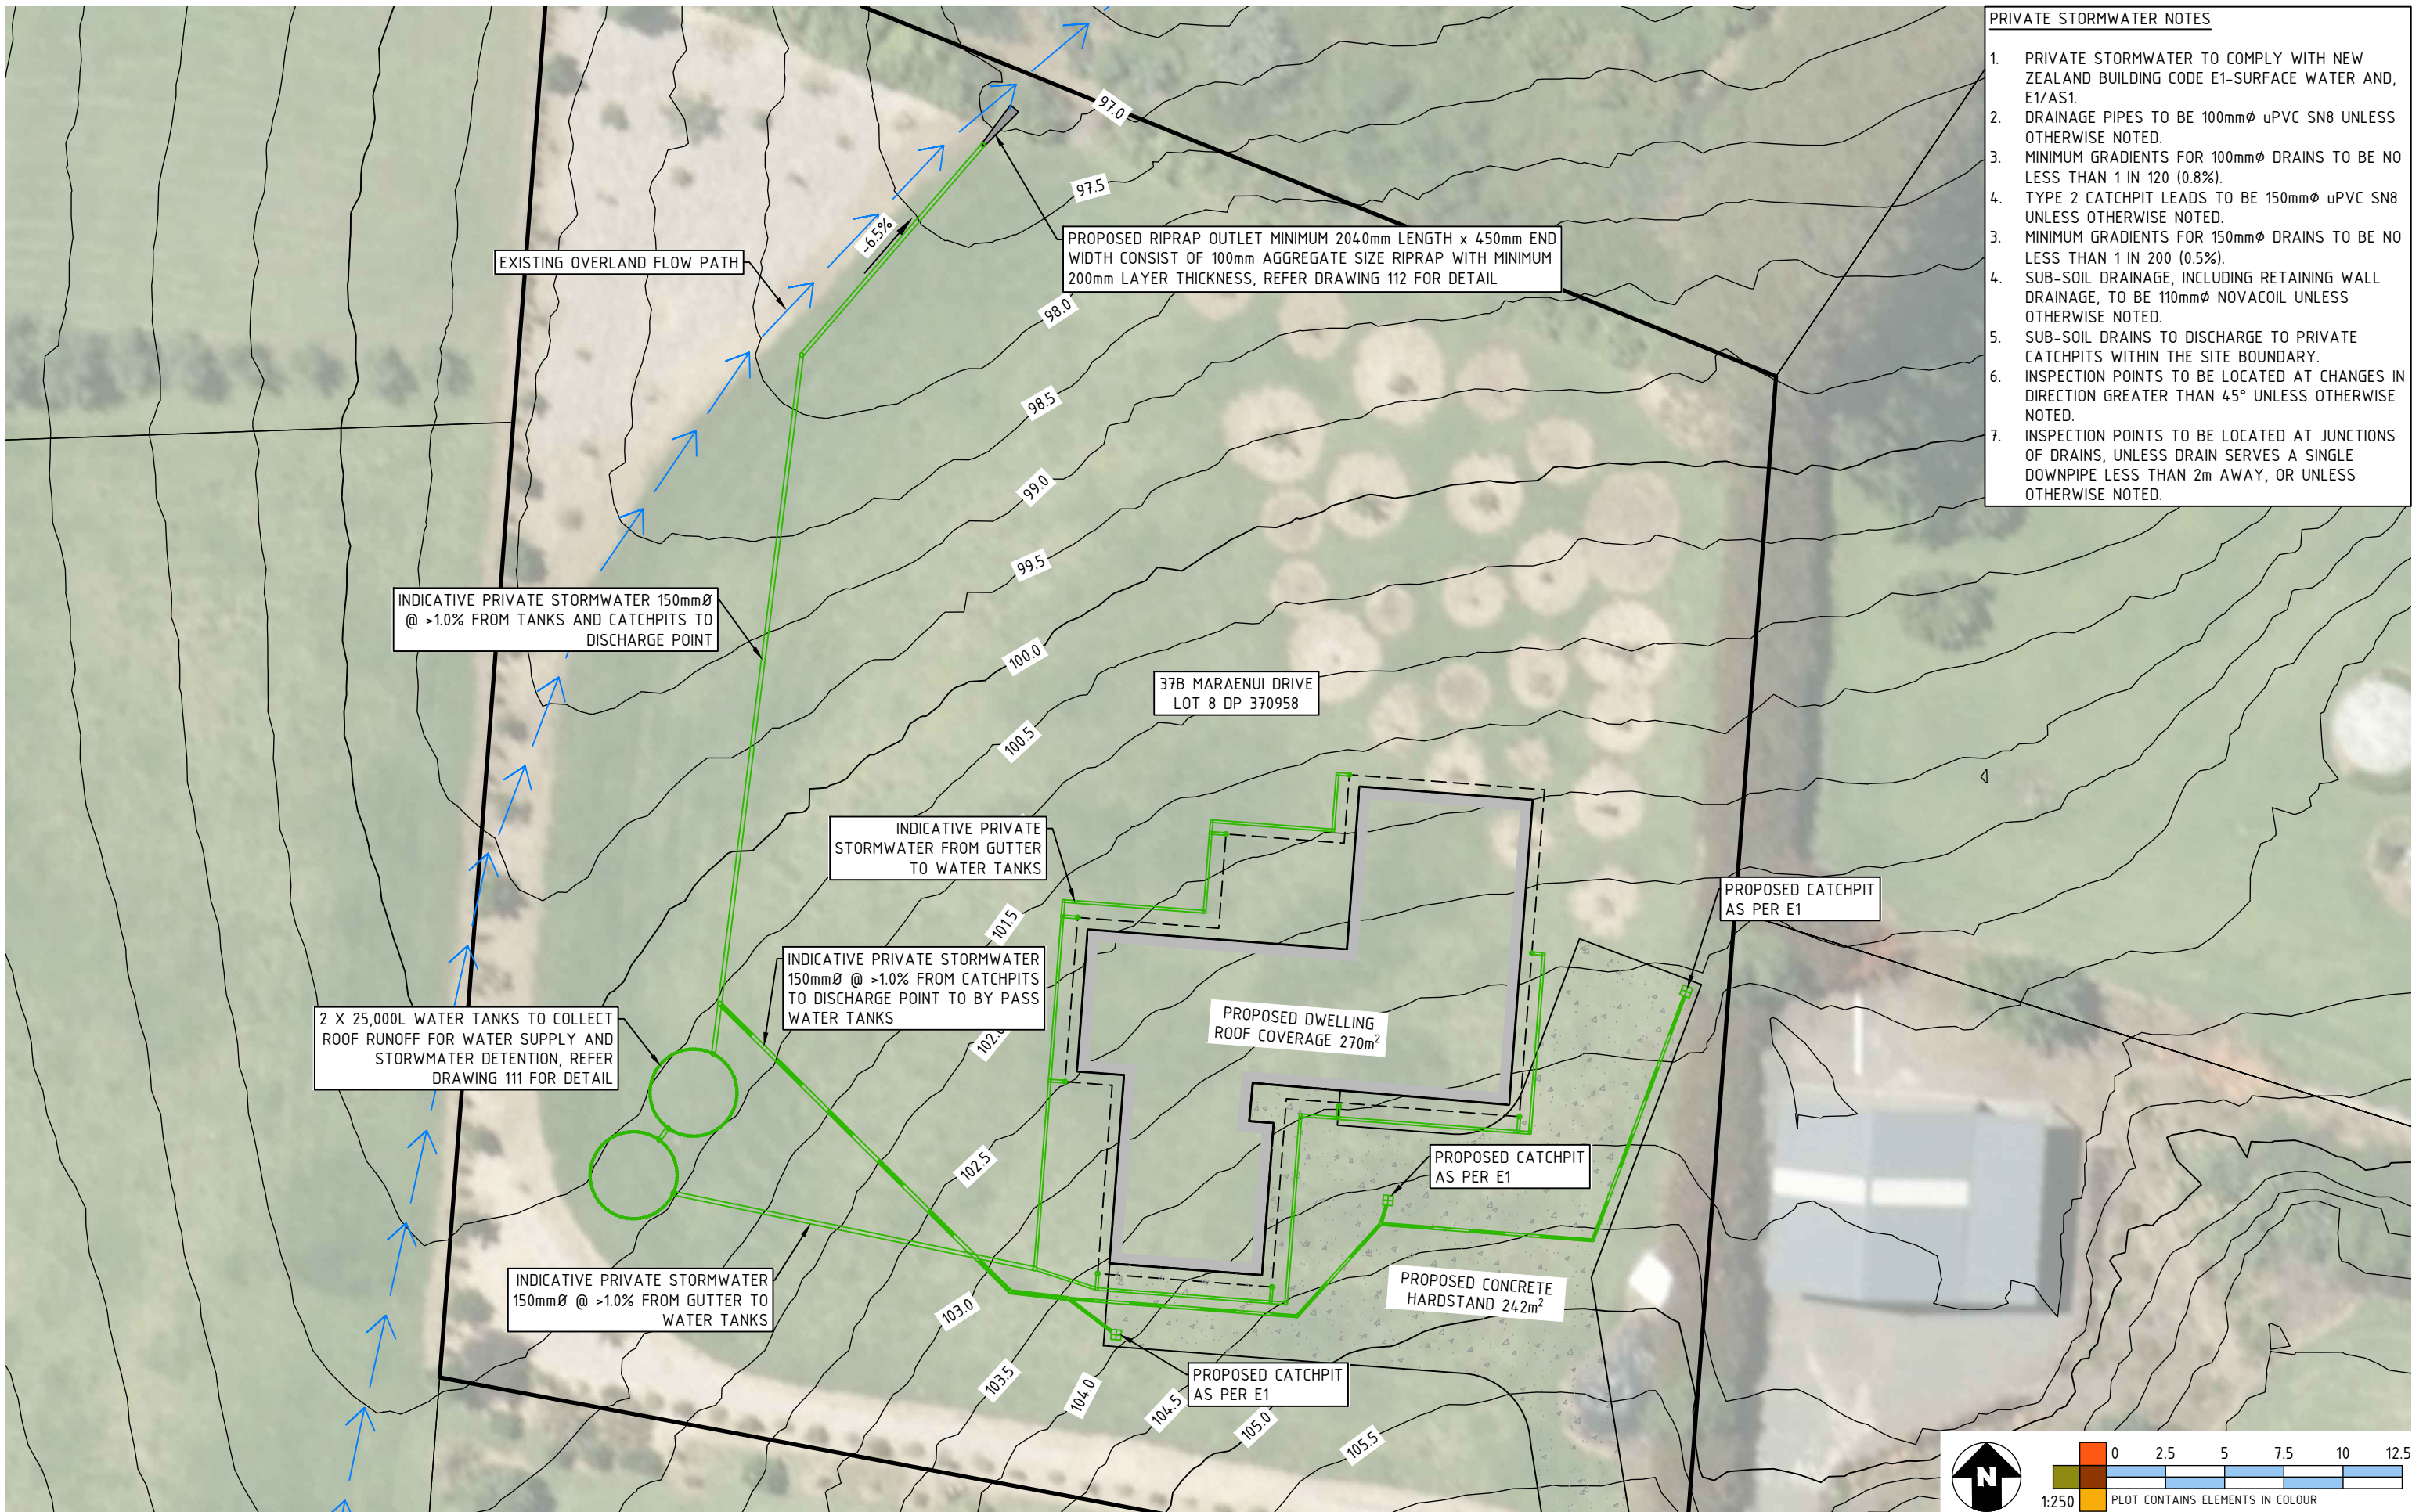 PRIVATE STORMWATER NOTES
1. PRIVATE STORMWATER TO COMPLY WITH NEW
ZEALAND BUILDING CODE E1-SURFACE WATER AND,
E1/AS1.
2. DRAINAGE PIPES TO BE 100mmø uPVC SN8 UNLESS
OTHERWISE NOTED.
3. MINIMUM GRADIENTS FOR 100mmø DRAINS TO BE NO
LESS THAN 1 IN 120 (0.8%).
4. TYPE 2 CATCHPIT LEADS TO BE 150mmø uPVC SN8
UNLESS OTHERWISE NOTED.
3. MINIMUM GRADIENTS FOR 150mmø DRAINS TO BE NO
LESS THAN 1 IN 200 (0.5%).
4. SUB-SOIL DRAINAGE, INCLUDING RETAINING WALL
DRAINAGE, TO BE 110mmø NOVACOIL UNLESS
OTHERWISE NOTED.
5. SUB-SOIL DRAINS TO DISCHARGE TO PRIVATE
CATCHPITS WITHIN THE SITE BOUNDARY.
6. INSPECTION POINTS TO BE LOCATED AT CHANGES IN
DIRECTION GREATER THAN 45° UNLESS OTHERWISE
NOTED.
7. INSPECTION POINTS TO BE LOCATED AT JUNCTIONS
OF DRAINS, UNLESS DRAIN SERVES A SINGLE
DOWNPIPE LESS THAN 2m AWAY, OR UNLESS
OTHERWISE NOTED.
97.0
97.5
-6.5%
EXISTING OVERLAND FLOW PATH
PROPOSED RIPRAP OUTLET MINIMUM 2040mm LENGTH x 450mm END
WIDTH CONSIST OF 100mm AGGREGATE SIZE RIPRAP WITH MINIMUM
200mm LAYER THICKNESS, REFER DRAWING 112 FOR DETAIL
98.0
98.5
99.0
99.5
INDICATIVE PRIVATE STORMWATER 150mmØ
@ >1.0% FROM TANKS AND CATCHPITS TO
DISCHARGE POINT
100.0
37B MARAENUI DRIVE
LOT 8 DP 370958
100.5
INDICATIVE PRIVATE
STORMWATER FROM GUTTER
TO WATER TANKS
101.5
PROPOSED CATCHPIT
AS PER E1
INDICATIVE PRIVATE STORMWATER
150mmØ @ >1.0% FROM CATCHPITS
TO DISCHARGE POINT TO BY PASS
WATER TANKS
2 X 25,000L WATER TANKS TO COLLECT
ROOF RUNOFF FOR WATER SUPPLY AND
STORWMATER DETENTION, REFER
DRAWING 111 FOR DETAIL
PROPOSED DWELLING
ROOF COVERAGE 270m²
102.5
PROPOSED CATCHPIT
AS PER E1
INDICATIVE PRIVATE STORMWATER
150mmØ @ >1.0% FROM GUTTER TO
WATER TANKS
103.0
PROPOSED CONCRETE
HARDSTAND 242m²
103.5
104.0
104.5
105.0
105.5
PROPOSED CATCHPIT
AS PER E1
N
0 2.5 5 7.5 10 12.5
1:250 PLOT CONTAINS ELEMENTS IN COLOUR